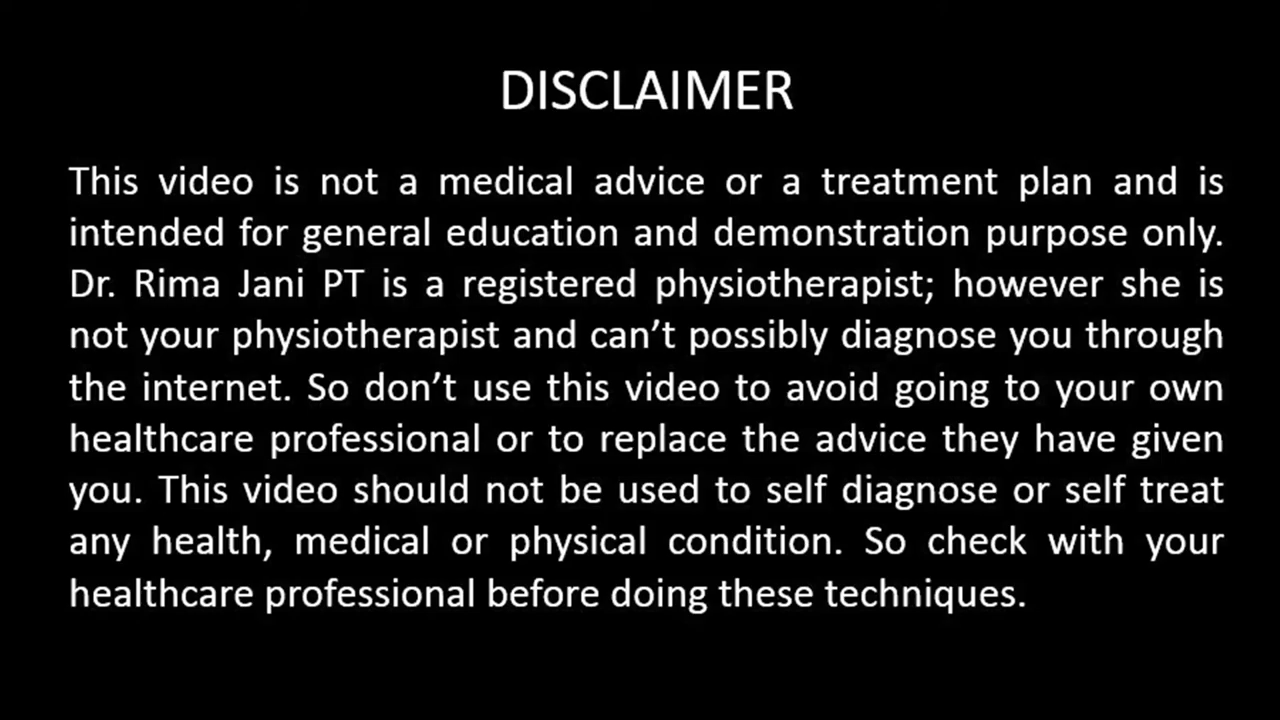 DISCLAIMER
This video is not a medical advice or a treatment plan and is
intended for general education and demonstration purpose only.
Dr. Rima Jani PT is a registered physiotherapist; however she is
not your physiotherapist and can’t possibly diagnose you through
the internet. So don’t use this video to avoid going to your own
healthcare professional or to replace the advice they have given
you. This video should not be used to self diagnose or self treat
any health, medical or physical condition. So check with your
healthcare professional before doing these techniques.